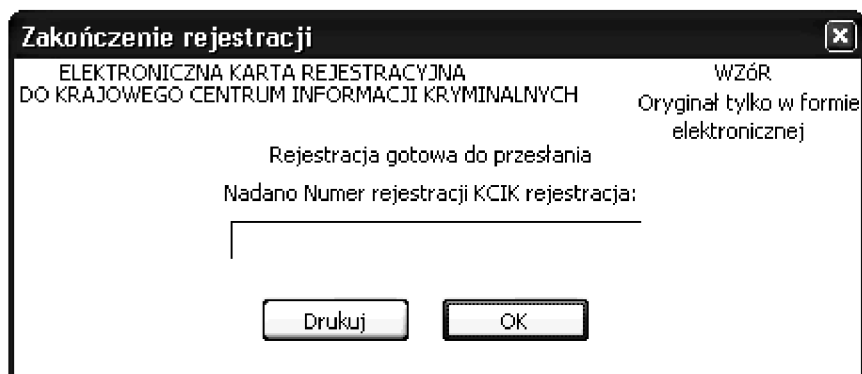 Zakończenie rejestracji
ELEKTRONICZNA KARTA REJESTRACYJNA
DO KRAJOWEGO CENTRUM INFORMACJI KRYMINALNYCH
WZóR
Oryginał tylko w formie
elektronicznej
Rejestracja gotowa do przesłania
Nadano Numer rejestracji KCIK rejestracja:
Drukuj
OK